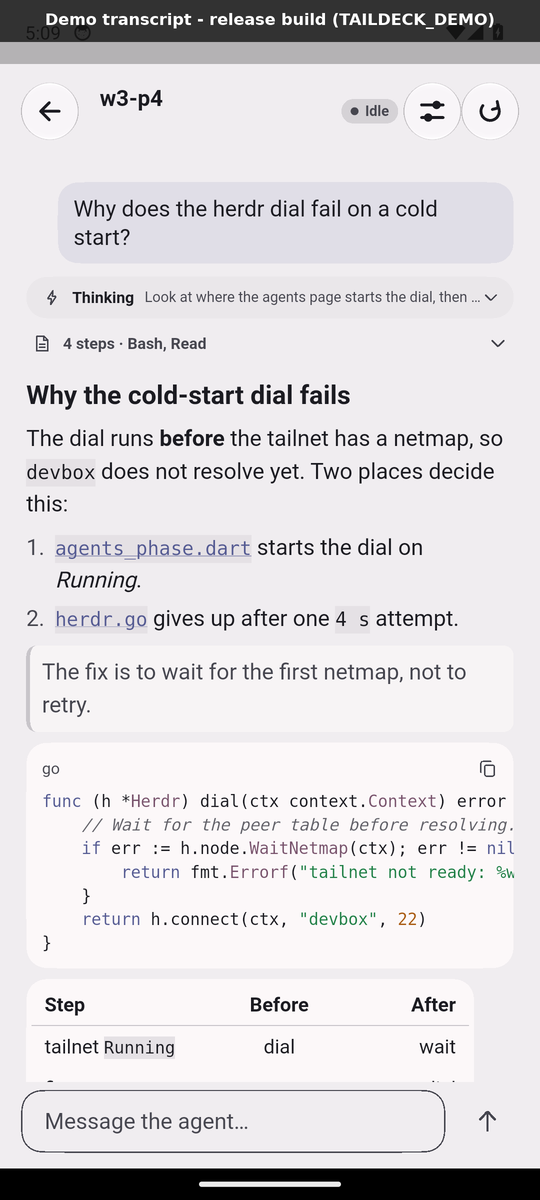 Demo transcript - release build (TAILDECK_DEMO)
5:09
w3-p4
Idle
Why does the herdr dial fail on a cold
start?
Thinking Look at where the agents page starts the dial, then …
4 steps · Bash, Read
Why the cold-start dial fails
The dial runs before the tailnet has a netmap, so
devbox does not resolve yet. Two places decide
this:
1. agents_phase.dart starts the dial on
Running.
2. herdr.go gives up after one 4 s attempt.
The fix is to wait for the first netmap, not to
retry.
go
func (h *Herdr) dial(ctx context.Context) error
// Wait for the peer table before resolving.
if err := h.node.WaitNetmap(ctx); err != nil
return fmt.Errorf("tailnet not ready: %w
}
return h.connect(ctx, "devbox", 22)
}
Step Before After
tailnet Running dial wait
Message the agent…